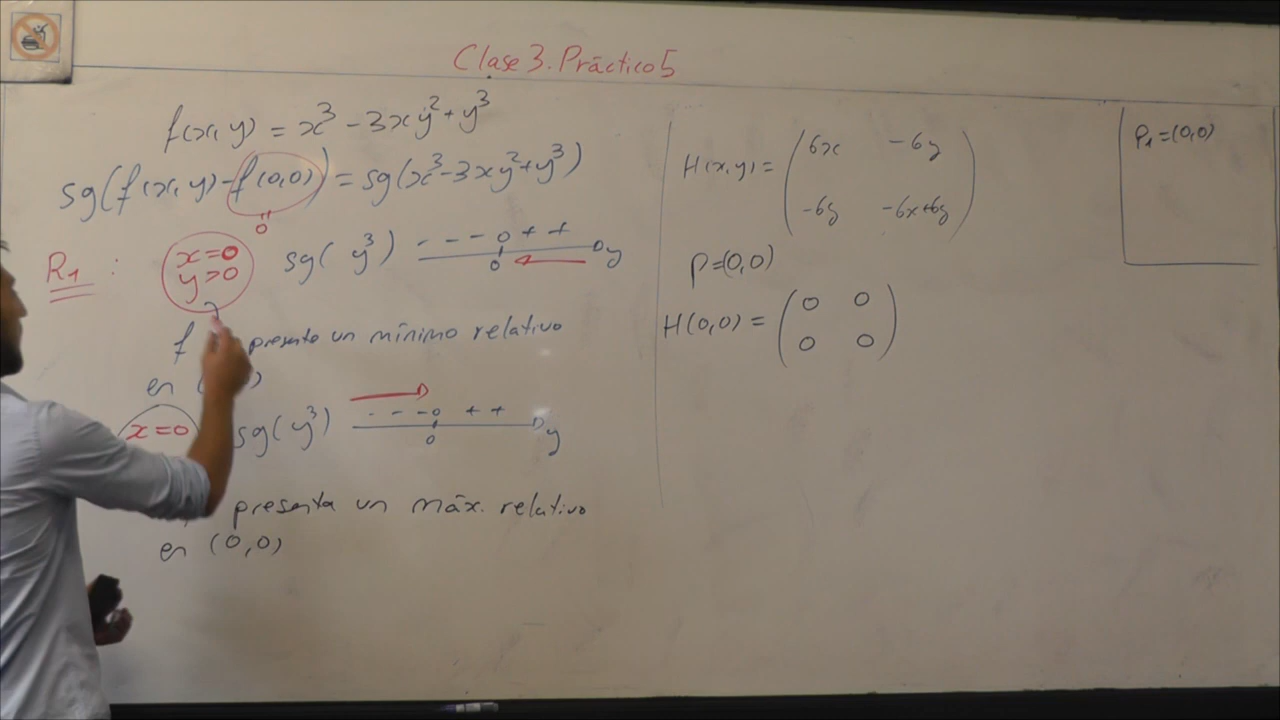 Clase 3. Práctico 5
f(x,y) = x³ - 3xy² + y³
sg(f(x,y) - f(0,0)) = sg(x³ - 3xy² + y³)
0
R₁ : x=0
y>0
sg(y³) - - - 0 + +
0 y
f presenta un mínimo relativo
en
x=0 sg(y³) - - - 0 + +
0 y
presenta un máx. relativo
en (0,0)
H(x,y) = ( 6x -6y
-6y -6x+6y )
P=(0,0)
H(0,0) = ( 0 0
0 0 )
P₁=(0,0)